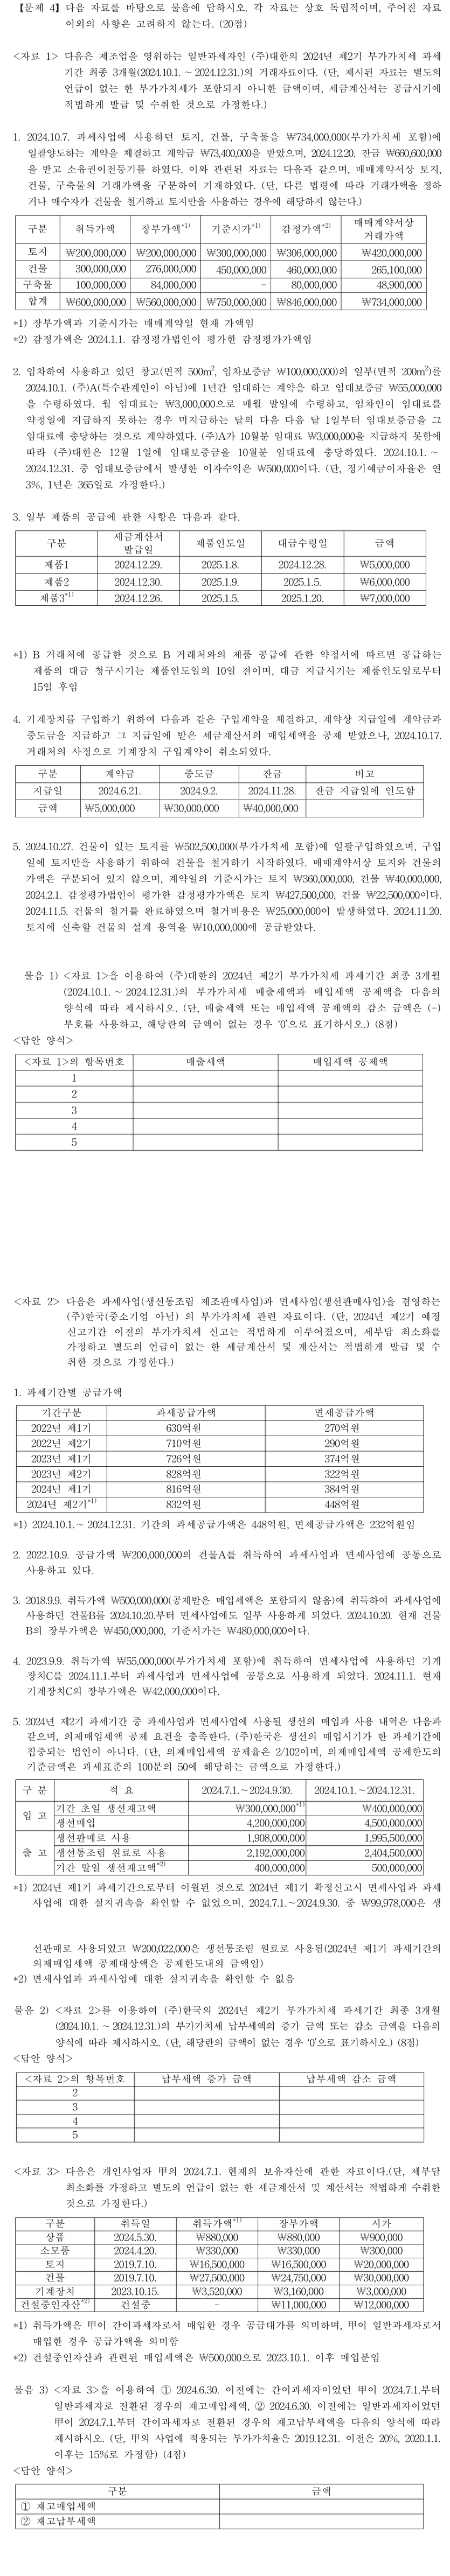 【문제 4】 다음 자료를 바탕으로 물음에 답하시오. 각 자료는 상호 독립적이며, 주어진 자료
이외의 사항은 고려하지 않는다. (20점)
<자료 1> 다음은 제조업을 영위하는 일반과세자인 (주)대한의 2024년 제2기 부가가치세 과세
기간 최종 3개월(2024.10.1. ~ 2024.12.31.)의 거래자료이다. (단, 제시된 자료는 별도의
언급이 없는 한 부가가치세가 포함되지 아니한 금액이며, 세금계산서는 공급시기에
적법하게 발급 및 수취한 것으로 가정한다.)
1. 2024.10.7. 과세사업에 사용하던 토지, 건물, 구축물을 ₩734,000,000(부가가치세 포함)에
일괄양도하는 계약을 체결하고 계약금 ₩73,400,000을 받았으며, 2024.12.20. 잔금 ₩660,600,000
을 받고 소유권이전등기를 하였다. 이와 관련된 자료는 다음과 같으며, 매매계약서상 토지,
건물, 구축물의 거래가액을 구분하여 기재하였다. (단, 다른 법령에 따라 거래가액을 정하
거나 매수자가 건물을 철거하고 토지만을 사용하는 경우에 해당하지 않는다.)
구분 취득가액 장부가액*1) 기준시가*1) 감정가액*2) 매매계약서상 거래가액
토지 ₩200,000,000 ₩200,000,000 ₩300,000,000 ₩306,000,000 ₩420,000,000
건물 300,000,000 276,000,000 450,000,000 460,000,000 265,100,000
구축물 100,000,000 84,000,000 - 80,000,000 48,900,000
합계 ₩600,000,000 ₩560,000,000 ₩750,000,000 ₩846,000,000 ₩734,000,000
*1) 장부가액과 기준시가는 매매계약일 현재 가액임
*2) 감정가액은 2024.1.1. 감정평가법인이 평가한 감정평가가액임
2. 임차하여 사용하고 있던 창고(면적 500m², 임차보증금 ₩100,000,000)의 일부(면적 200m²)를
2024.10.1. (주)A(특수관계인이 아님)에 1년간 임대하는 계약을 하고 임대보증금 ₩55,000,000
을 수령하였다. 월 임대료는 ₩3,000,000으로 매월 말일에 수령하고, 임차인이 임대료를
약정일에 지급하지 못하는 경우 미지급하는 달의 다음 다음 달 1일부터 임대보증금을 그
임대료에 충당하는 것으로 계약하였다. (주)A가 10월분 임대료 ₩3,000,000을 지급하지 못함에
따라 (주)대한은 12월 1일에 임대보증금을 10월분 임대료에 충당하였다. 2024.10.1. ~
2024.12.31. 중 임대보증금에서 발생한 이자수익은 ₩500,000이다. (단, 정기예금이자율은 연
3%, 1년은 365일로 가정한다.)
3. 일부 제품의 공급에 관한 사항은 다음과 같다.
구분 세금계산서 발급일 제품인도일 대금수령일 금액
제품1 2024.12.29. 2025.1.8. 2024.12.28. ₩5,000,000
제품2 2024.12.30. 2025.1.9. 2025.1.5. ₩6,000,000
제품3*1) 2024.12.26. 2025.1.5. 2025.1.20. ₩7,000,000
*1) B 거래처에 공급한 것으로 B 거래처와의 제품 공급에 관한 약정서에 따르면 공급하는
제품의 대금 청구시기는 제품인도일의 10일 전이며, 대금 지급시기는 제품인도일로부터
15일 후임
4. 기계장치를 구입하기 위하여 다음과 같은 구입계약을 체결하고, 계약상 지급일에 계약금과
중도금을 지급하고 그 지급일에 받은 세금계산서의 매입세액을 공제 받았으나, 2024.10.17.
거래처의 사정으로 기계장치 구입계약이 취소되었다.
구분 계약금 중도금 잔금 비고
지급일 2024.6.21. 2024.9.2. 2024.11.28. 잔금 지급일에 인도함
금액 ₩5,000,000 ₩30,000,000 ₩40,000,000
5. 2024.10.27. 건물이 있는 토지를 ₩502,500,000(부가가치세 포함)에 일괄구입하였으며, 구입
일에 토지만을 사용하기 위하여 건물을 철거하기 시작하였다. 매매계약서상 토지와 건물의
가액은 구분되어 있지 않으며, 계약일의 기준시가는 토지 ₩360,000,000, 건물 ₩40,000,000,
2024.2.1. 감정평가법인이 평가한 감정평가가액은 토지 ₩427,500,000, 건물 ₩22,500,000이다.
2024.11.5. 건물의 철거를 완료하였으며 철거비용은 ₩25,000,000이 발생하였다. 2024.11.20.
토지에 신축할 건물의 설계 용역을 ₩10,000,000에 공급받았다.
물음 1) <자료 1>을 이용하여 (주)대한의 2024년 제2기 부가가치세 과세기간 최종 3개월
(2024.10.1. ~ 2024.12.31.)의 부가가치세 매출세액과 매입세액 공제액을 다음의
양식에 따라 제시하시오. (단, 매출세액 또는 매입세액 공제액의 감소 금액은 (-)
부호를 사용하고, 해당란의 금액이 없는 경우 '0'으로 표기하시오.) (8점)
<답안 양식>
<자료 1>의 항목번호 매출세액 매입세액 공제액
1
2
3
4
5
<자료 2> 다음은 과세사업(생선통조림 제조판매사업)과 면세사업(생선판매사업)을 겸영하는
(주)한국(중소기업 아님) 의 부가가치세 관련 자료이다. (단, 2024년 제2기 예정
신고기간 이전의 부가가치세 신고는 적법하게 이루어졌으며, 세부담 최소화를
가정하고 별도의 언급이 없는 한 세금계산서 및 계산서는 적법하게 발급 및 수
취한 것으로 가정한다.)
1. 과세기간별 공급가액
기간구분 과세공급가액 면세공급가액
2022년 제1기 630억원 270억원
2022년 제2기 710억원 290억원
2023년 제1기 726억원 374억원
2023년 제2기 828억원 322억원
2024년 제1기 816억원 384억원
2024년 제2기*1) 832억원 448억원
*1) 2024.10.1.~ 2024.12.31. 기간의 과세공급가액은 448억원, 면세공급가액은 232억원임
2. 2022.10.9. 공급가액 ₩200,000,000의 건물A를 취득하여 과세사업과 면세사업에 공통으로
사용하고 있다.
3. 2018.9.9. 취득가액 ₩500,000,000(공제받은 매입세액은 포함되지 않음)에 취득하여 과세사업에
사용하던 건물B를 2024.10.20.부터 면세사업에도 일부 사용하게 되었다. 2024.10.20. 현재 건물
B의 장부가액은 ₩450,000,000, 기준시가는 ₩480,000,000이다.
4. 2023.9.9. 취득가액 ₩55,000,000(부가가치세 포함)에 취득하여 면세사업에 사용하던 기계
장치C를 2024.11.1.부터 과세사업과 면세사업에 공통으로 사용하게 되었다. 2024.11.1. 현재
기계장치C의 장부가액은 ₩42,000,000이다.
5. 2024년 제2기 과세기간 중 과세사업과 면세사업에 사용될 생선의 매입과 사용 내역은 다음과
같으며, 의제매입세액 공제 요건을 충족한다. (주)한국은 생선의 매입시기가 한 과세기간에
집중되는 법인이 아니다. (단, 의제매입세액 공제율은 2/102이며, 의제매입세액 공제한도의
기준금액은 과세표준의 100분의 50에 해당하는 금액으로 가정한다.)
구 분 적 요 2024.7.1.~2024.9.30. 2024.10.1.~2024.12.31.
입 고 기간 초일 생선재고액 ₩300,000,000*1) ₩400,000,000
생선매입 4,200,000,000 4,500,000,000
출 고 생선판매로 사용 1,908,000,000 1,995,500,000
생선통조림 원료로 사용 2,192,000,000 2,404,500,000
기간 말일 생선재고액*2) 400,000,000 500,000,000
*1) 2024년 제1기 과세기간으로부터 이월된 것으로 2024년 제1기 확정신고시 면세사업과 과세
사업에 대한 실지귀속을 확인할 수 없었으며, 2024.7.1.~2024.9.30. 중 ₩99,978,000은 생
선판매로 사용되었고 ₩200,022,000은 생선통조림 원료로 사용됨(2024년 제1기 과세기간의
의제매입세액 공제대상액은 공제한도내의 금액임)
*2) 면세사업과 과세사업에 대한 실지귀속을 확인할 수 없음
물음 2) <자료 2>를 이용하여 (주)한국의 2024년 제2기 부가가치세 과세기간 최종 3개월
(2024.10.1. ~ 2024.12.31.)의 부가가치세 납부세액의 증가 금액 또는 감소 금액을 다음의
양식에 따라 제시하시오. (단, 해당란의 금액이 없는 경우 '0'으로 표기하시오.) (8점)
<답안 양식>
<자료 2>의 항목번호 납부세액 증가 금액 납부세액 감소 금액
2
3
4
5
<자료 3> 다음은 개인사업자 甲의 2024.7.1. 현재의 보유자산에 관한 자료이다.(단, 세부담
최소화를 가정하고 별도의 언급이 없는 한 세금계산서 및 계산서는 적법하게 수취한
것으로 가정한다.)
구분 취득일 취득가액*1) 장부가액 시가
상품 2024.5.30. ₩880,000 ₩880,000 ₩900,000
소모품 2024.4.20. ₩330,000 ₩330,000 ₩300,000
토지 2019.7.10. ₩16,500,000 ₩16,500,000 ₩20,000,000
건물 2019.7.10. ₩27,500,000 ₩24,750,000 ₩30,000,000
기계장치 2023.10.15. ₩3,520,000 ₩3,160,000 ₩3,000,000
건설중인자산*2) 건설중 - ₩11,000,000 ₩12,000,000
*1) 취득가액은 甲이 간이과세자로서 매입한 경우 공급대가를 의미하며, 甲이 일반과세자로서
매입한 경우 공급가액을 의미함
*2) 건설중인자산과 관련된 매입세액은 ₩500,000으로 2023.10.1. 이후 매입분임
물음 3) <자료 3>을 이용하여 ① 2024.6.30. 이전에는 간이과세자이었던 甲이 2024.7.1.부터
일반과세자로 전환된 경우의 재고매입세액, ② 2024.6.30. 이전에는 일반과세자이었던
甲이 2024.7.1.부터 간이과세자로 전환된 경우의 재고납부세액을 다음의 양식에 따라
제시하시오. (단, 甲의 사업에 적용되는 부가가치율은 2019.12.31. 이전은 20%, 2020.1.1.
이후는 15%로 가정함) (4점)
<답안 양식>
구분 금액
① 재고매입세액
② 재고납부세액